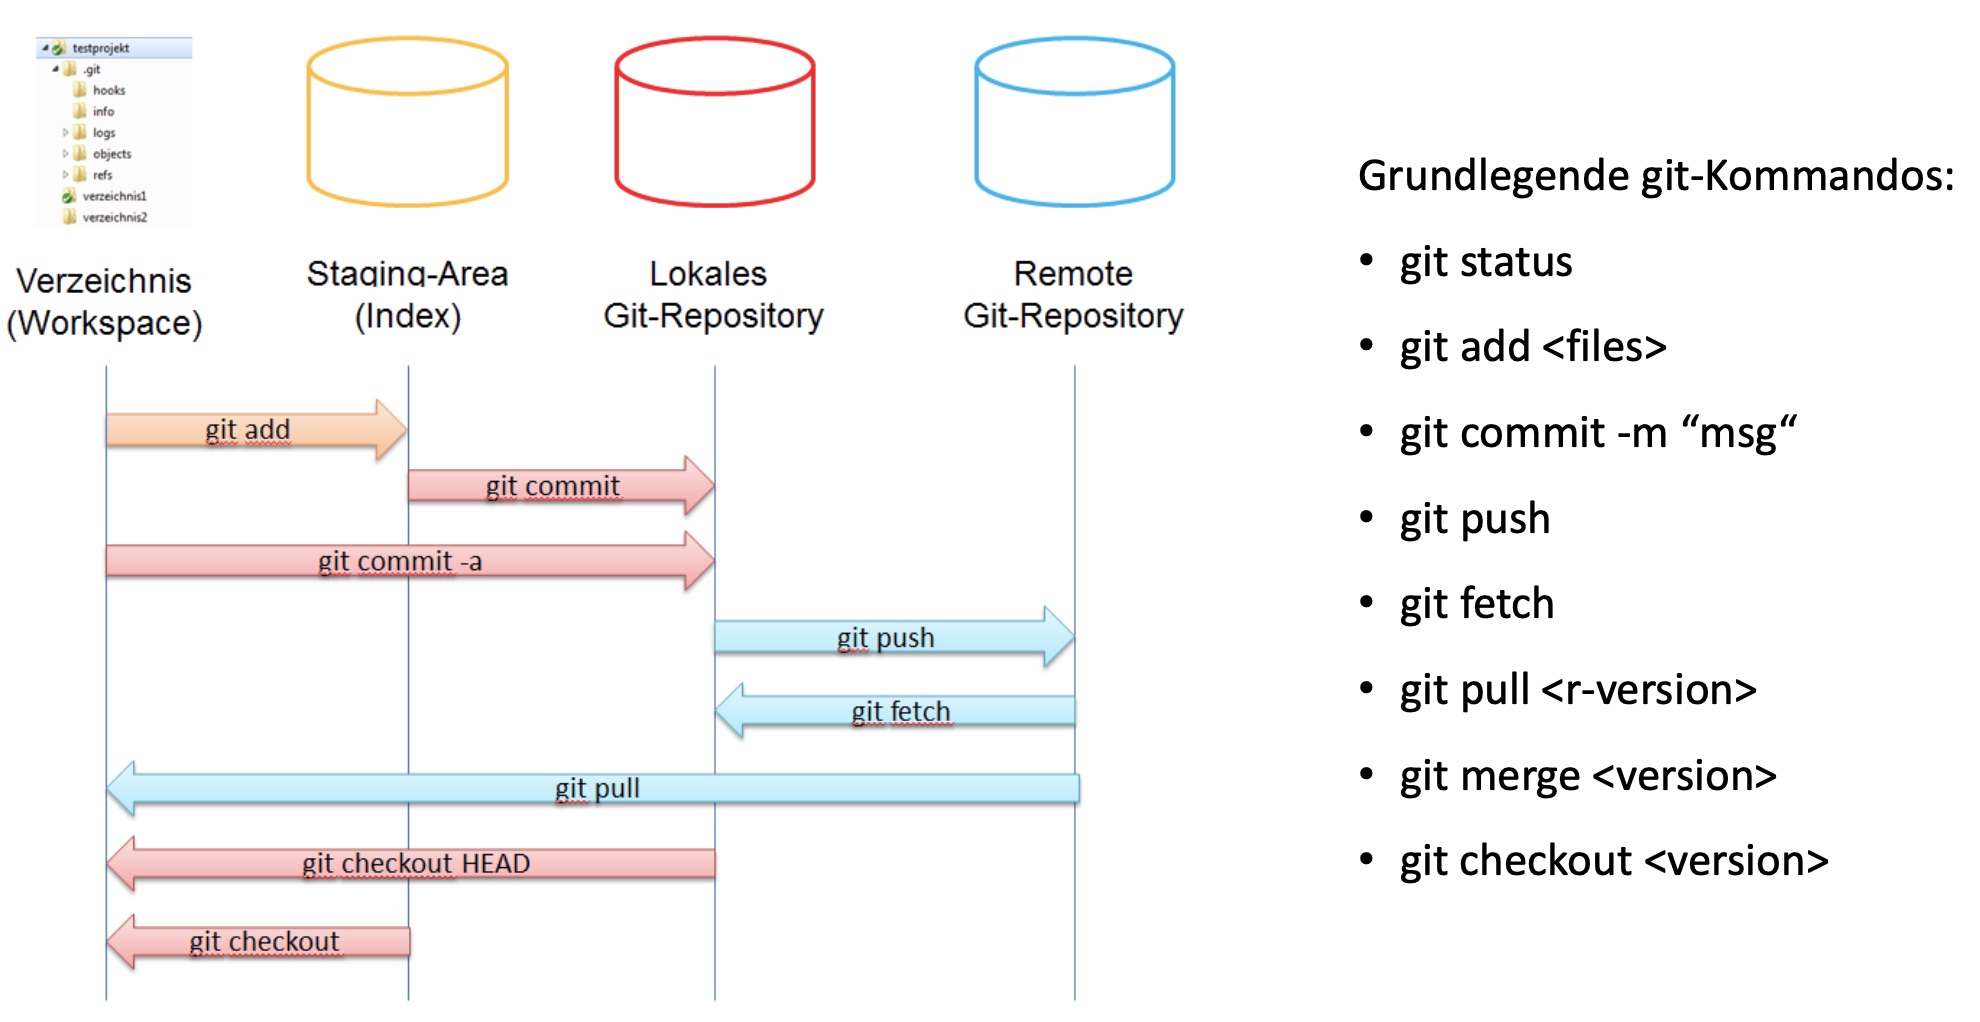 testprojekt
.git
hooks
info
logs
objects
refs
verzeichnis1
verzeichnis2
Verzeichnis
(Workspace)
Staging-Area
(Index)
Lokales
Git-Repository
Remote
Git-Repository
git add
git commit
git commit -a
git push
git fetch
git pull
git checkout HEAD
git checkout
Grundlegende git-Kommandos:
• git status
• git add <files>
• git commit -m “msg“
• git push
• git fetch
• git pull <r-version>
• git merge <version>
• git checkout <version>